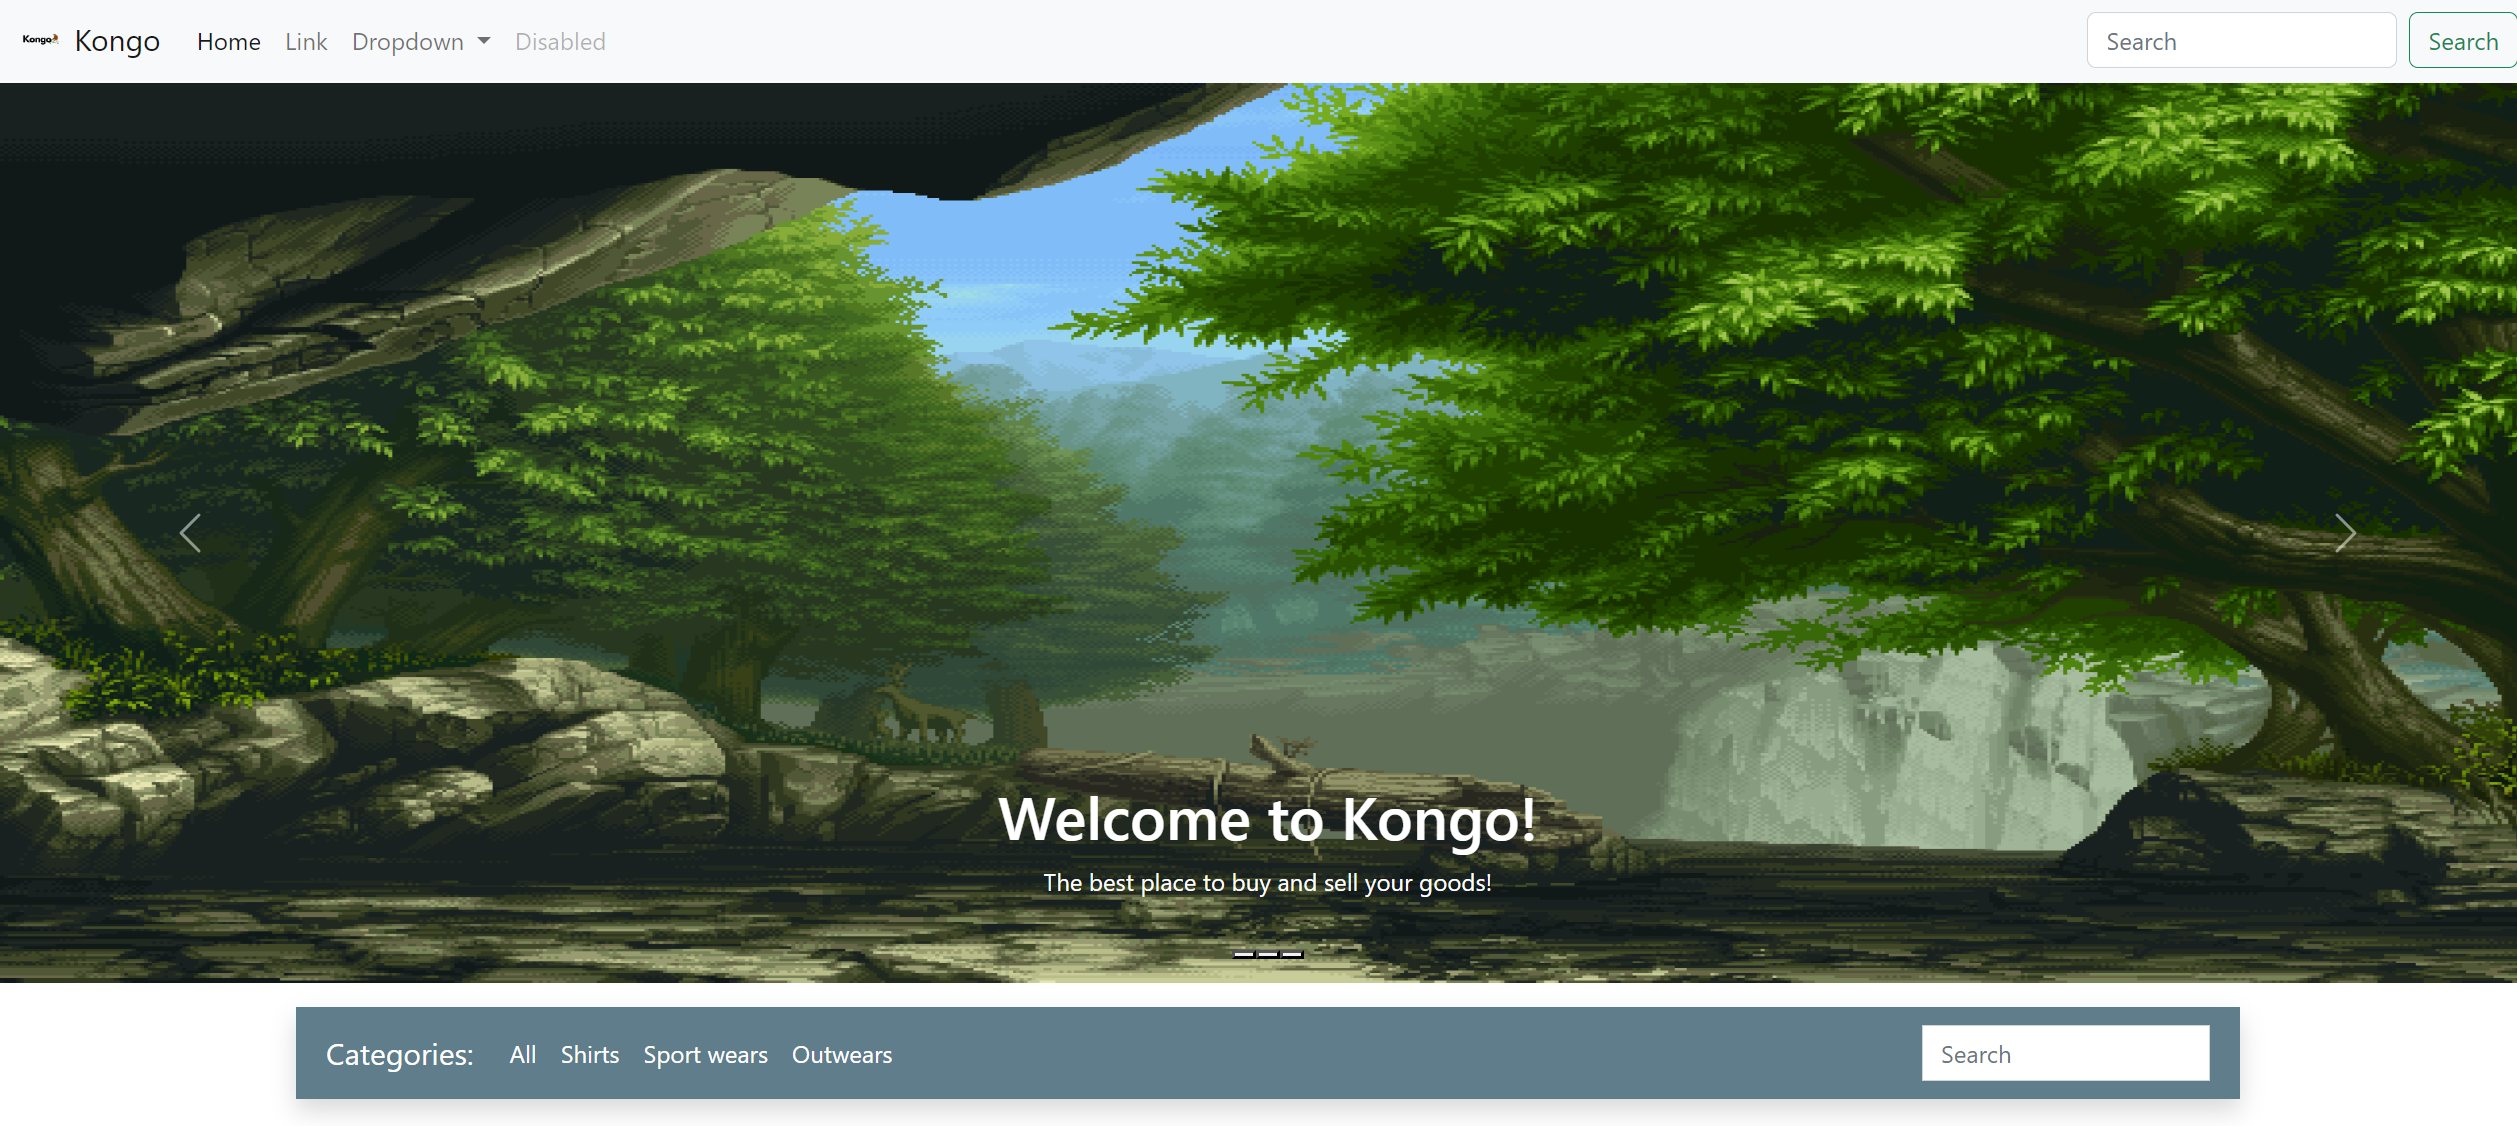 Kongo Kongo Home Link Dropdown Disabled Search Search
Welcome to Kongo!
The best place to buy and sell your goods!
Categories: All Shirts Sport wears Outwears Search